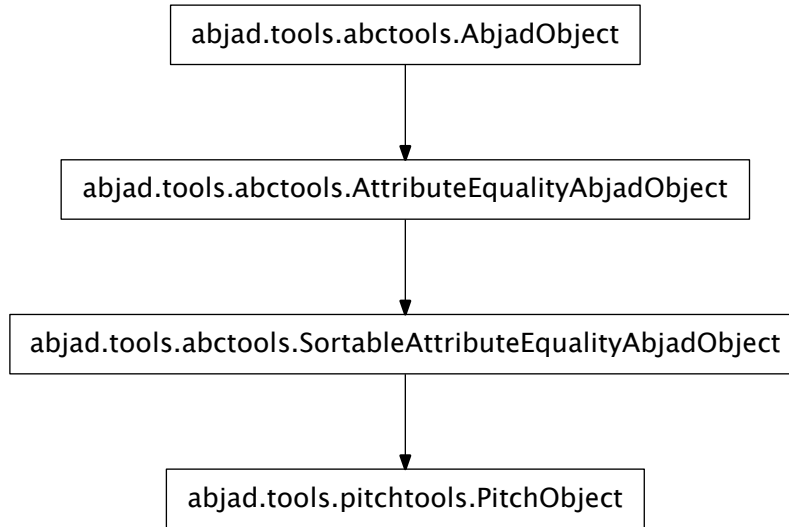 abjad.tools.abctools.AbjadObject
abjad.tools.abctools.AttributeEqualityAbjadObject
abjad.tools.abctools.SortableAttributeEqualityAbjadObject
abjad.tools.pitchtools.PitchObject